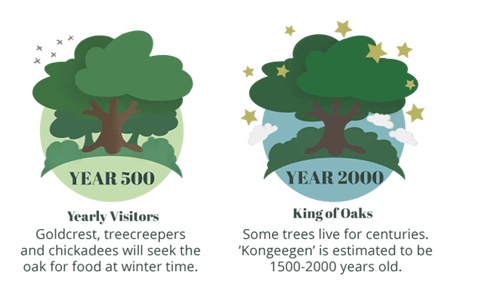 YEAR 500
Yearly Visitors
Goldcrest, treecreepers
and chickadees will seek the
oak for food at winter time.
YEAR 2000
King of Oaks
Some trees live for centuries.
’Kongeegen’ is estimated to be
1500-2000 years old.